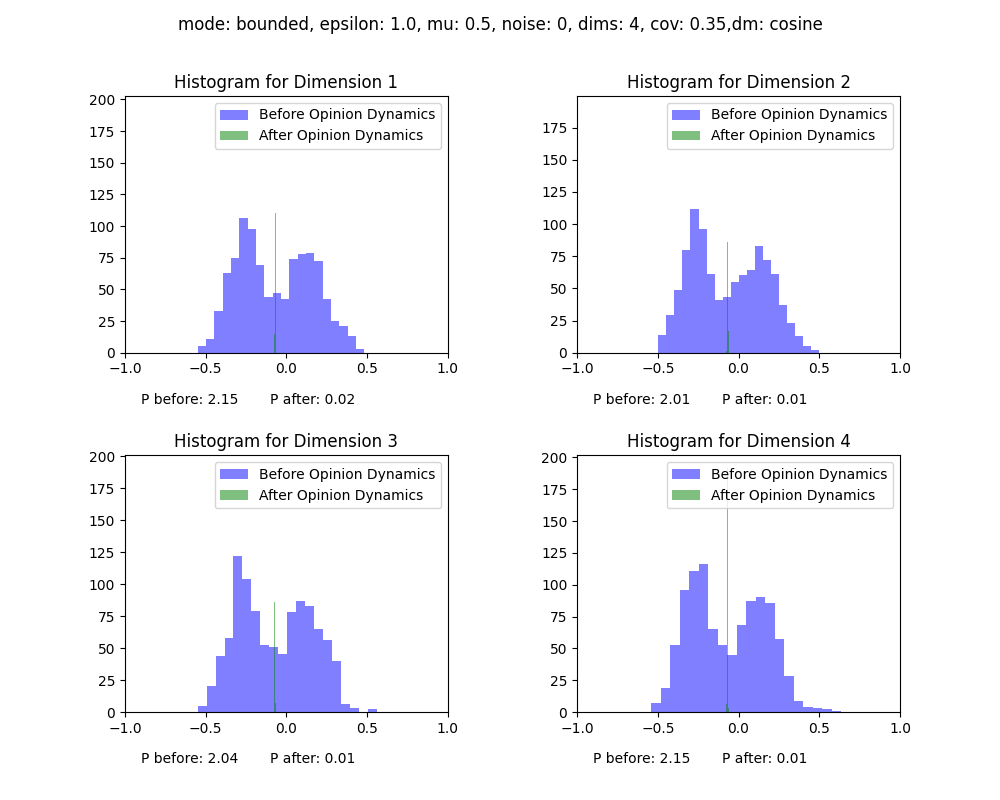 mode: bounded, epsilon: 1.0, mu: 0.5, noise: 0, dims: 4, cov: 0.35,dm: cosine
Histogram for Dimension 1
Before Opinion Dynamics
After Opinion Dynamics
200
175
150
125
100
75
50
25
0
−1.0 −0.5 0.0 0.5 1.0
P before: 2.15 P after: 0.02
Histogram for Dimension 2
Before Opinion Dynamics
After Opinion Dynamics
175
150
125
100
75
50
25
0
−1.0 −0.5 0.0 0.5 1.0
P before: 2.01 P after: 0.01
Histogram for Dimension 3
Before Opinion Dynamics
After Opinion Dynamics
200
175
150
125
100
75
50
25
0
−1.0 −0.5 0.0 0.5 1.0
P before: 2.04 P after: 0.01
Histogram for Dimension 4
Before Opinion Dynamics
After Opinion Dynamics
200
175
150
125
100
75
50
25
0
−1.0 −0.5 0.0 0.5 1.0
P before: 2.15 P after: 0.01